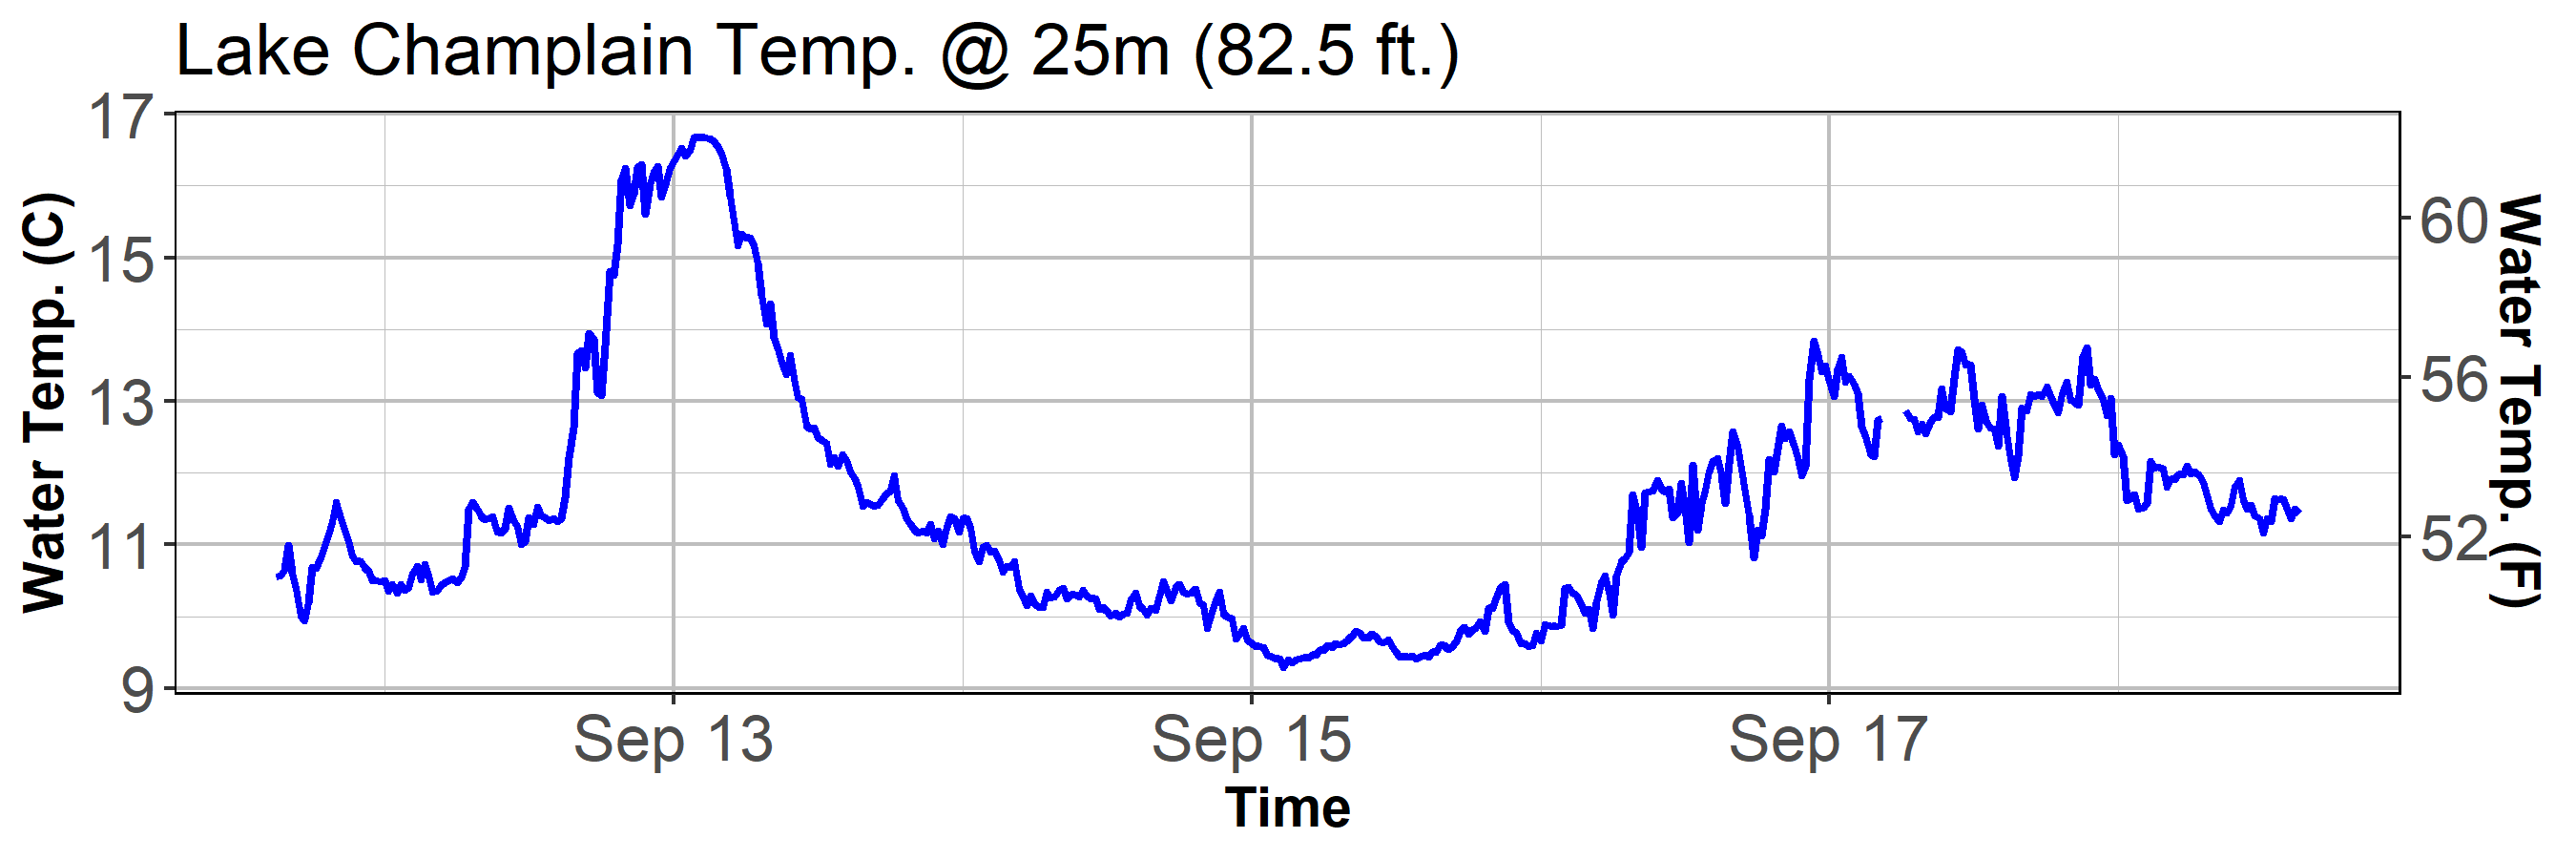 Lake Champlain Temp. @ 25m (82.5 ft.)
Water Temp. (C)
17
15
13
11
9
60
56
52
Water Temp. (F)
Sep 13
Sep 15
Sep 17
Time